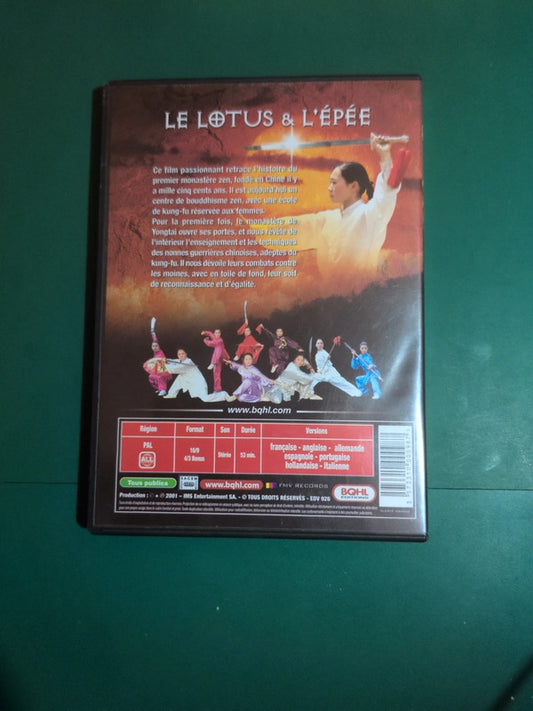 LE LOTUS & L'ÉPÉE
Ce film passionnant retrace l'histoire du
premier monastère zen, fondé en Chine il y
a mille cinq cents ans. Il est aujourd'hui un
centre de bouddhisme zen, avec une école
de kung-fu réservée aux femmes.
Pour la première fois, le monastère de
Yongtai ouvre ses portes, et nous révèle de
l'intérieur l'enseignement et les techniques
des nonnes guerrières chinoises, adeptes du
kung-fu. Il nous dévoile leurs combats contre
les moines, avec en toile de fond, leur soif
de reconnaissance et d'égalité.
www.bqhl.com
Région Format Son Durée Versions
PAL 16/9 Stéréo 53 min. française - anglaise - allemande
ALL 4/3 Bonus espagnole - portugaise
hollandaise - italienne
Tous publics SACEM www.bqhl.com FMV RECORDS BQHL
EDITIONS
Production : 2001 – IMG Entertainment SA. - © TOUS DROITS RÉSERVÉS - EDV 926